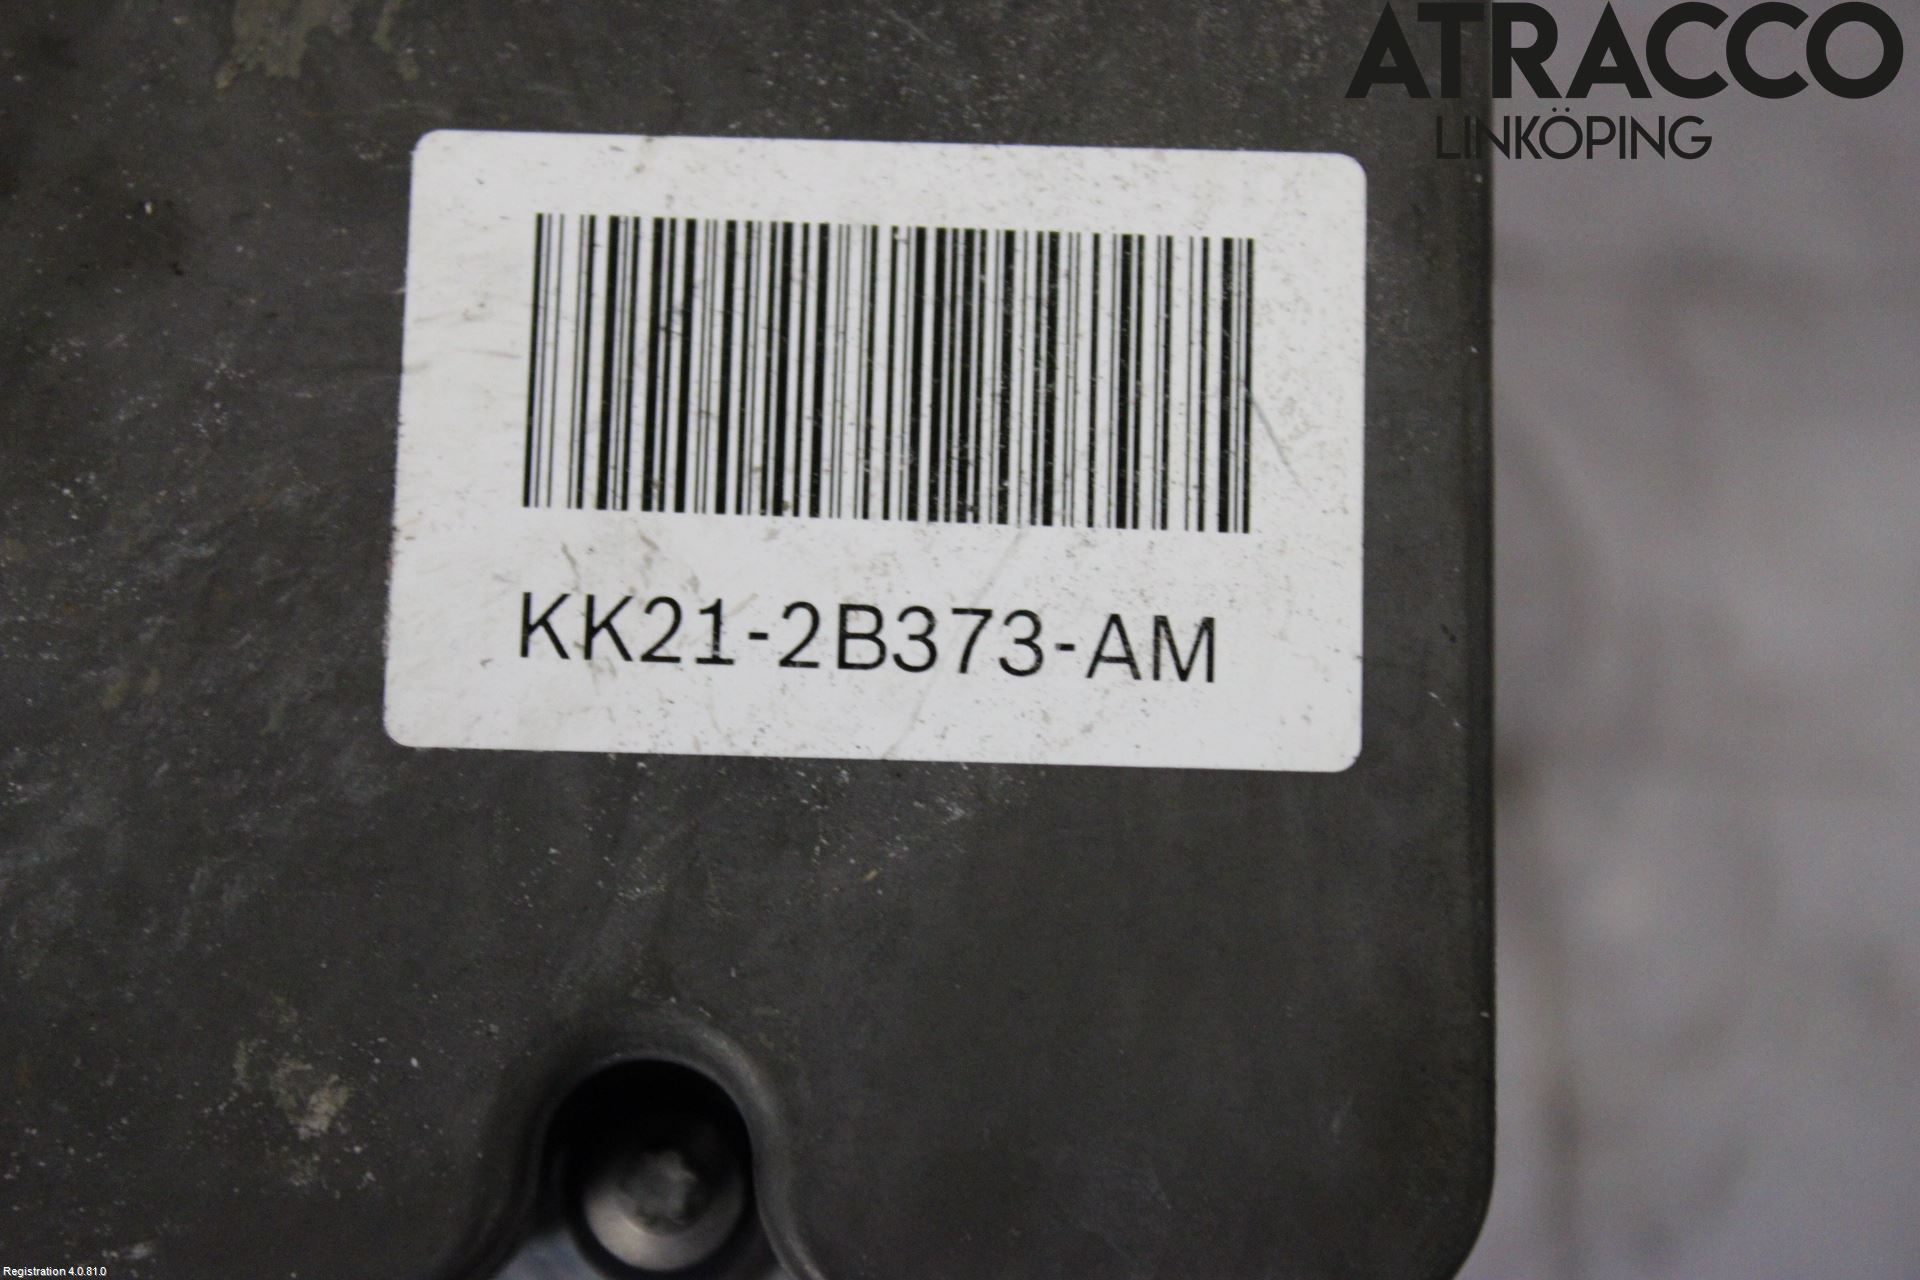 ATRACCO
LINKÖPING
KK21-2B373-AM
Registration 4.0.81.0